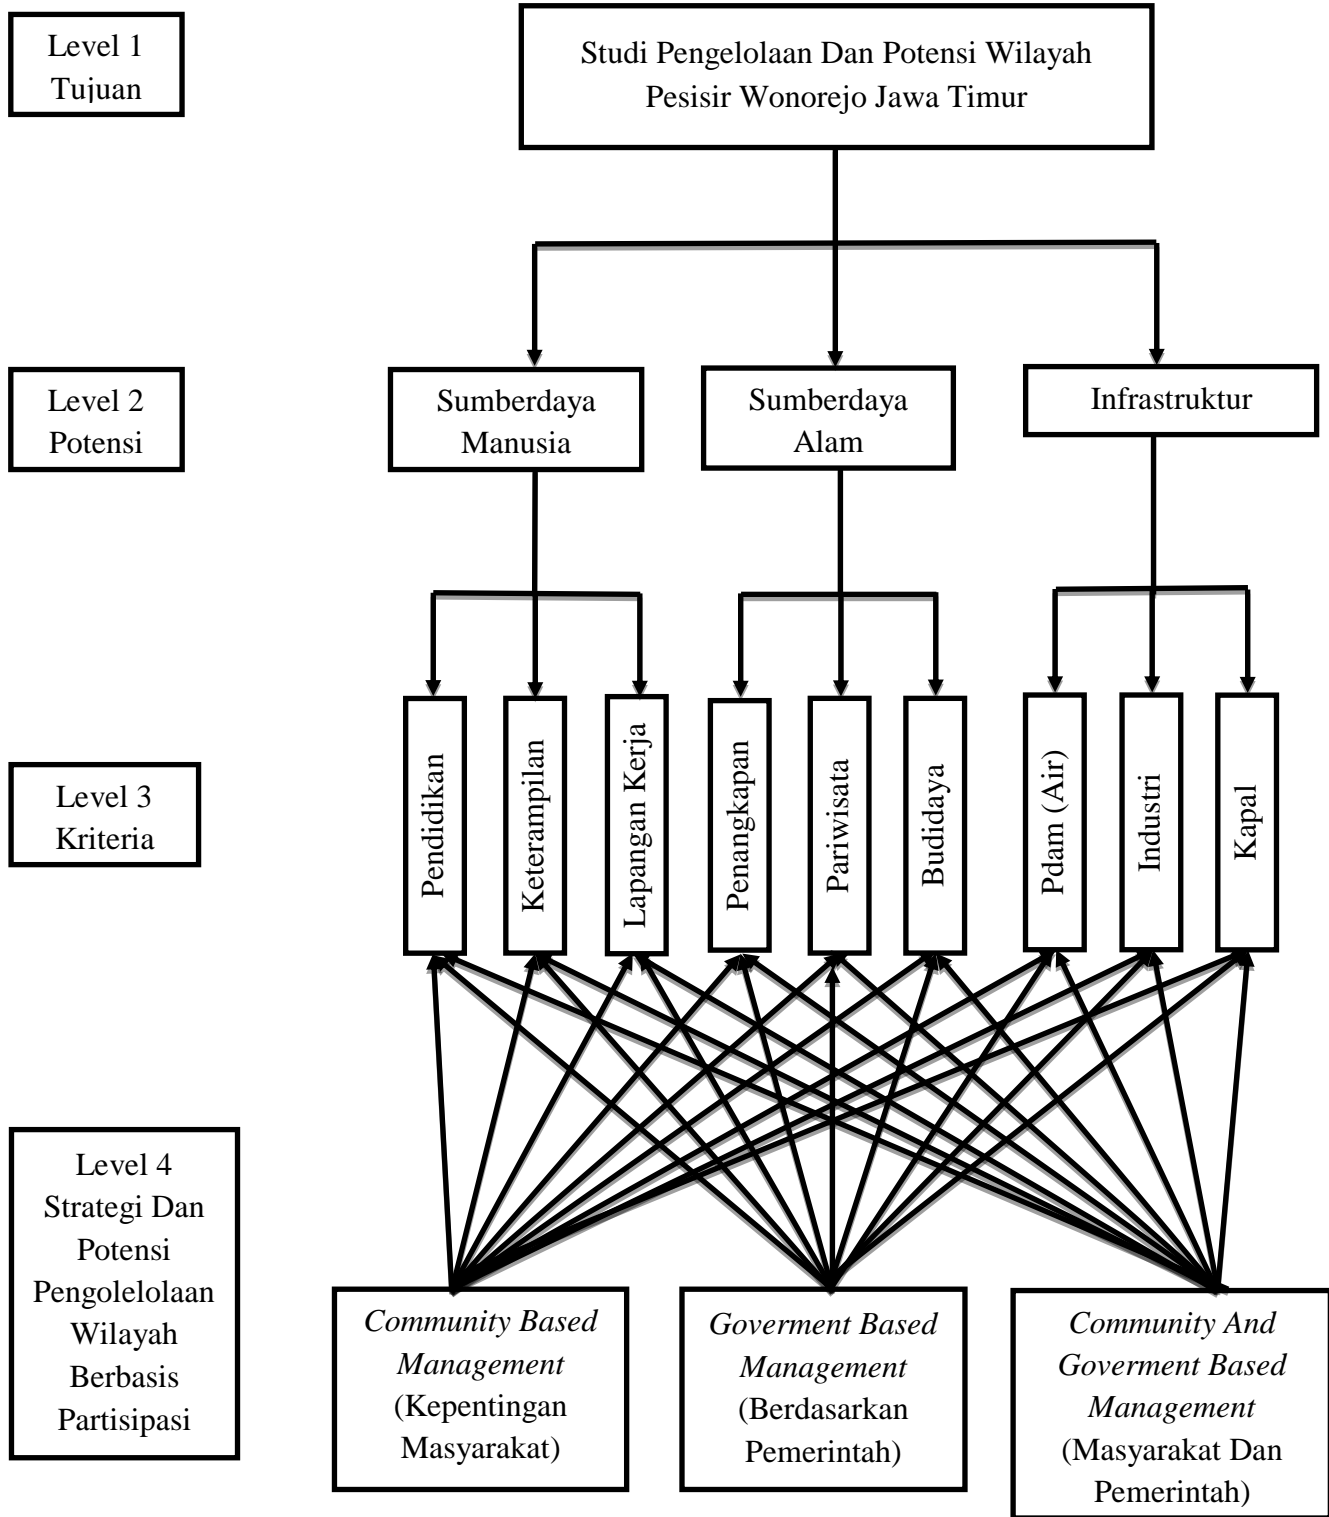 Level 1
Tujuan
Studi Pengelolaan Dan Potensi Wilayah
Pesisir Wonorejo Jawa Timur
Level 2
Potensi
Sumberdaya
Manusia
Sumberdaya
Alam
Infrastruktur
Level 3
Kriteria
Pendidikan
Keterampilan
Lapangan Kerja
Penangkapan
Pariwisata
Budidaya
Pdam (Air)
Industri
Kapal
Level 4
Strategi Dan
Potensi
Pengolelolaan
Wilayah
Berbasis
Partisipasi
Community Based
Management
(Kepentingan
Masyarakat)
Goverment Based
Management
(Berdasarkan
Pemerintah)
Community And
Goverment Based
Management
(Masyarakat Dan
Pemerintah)